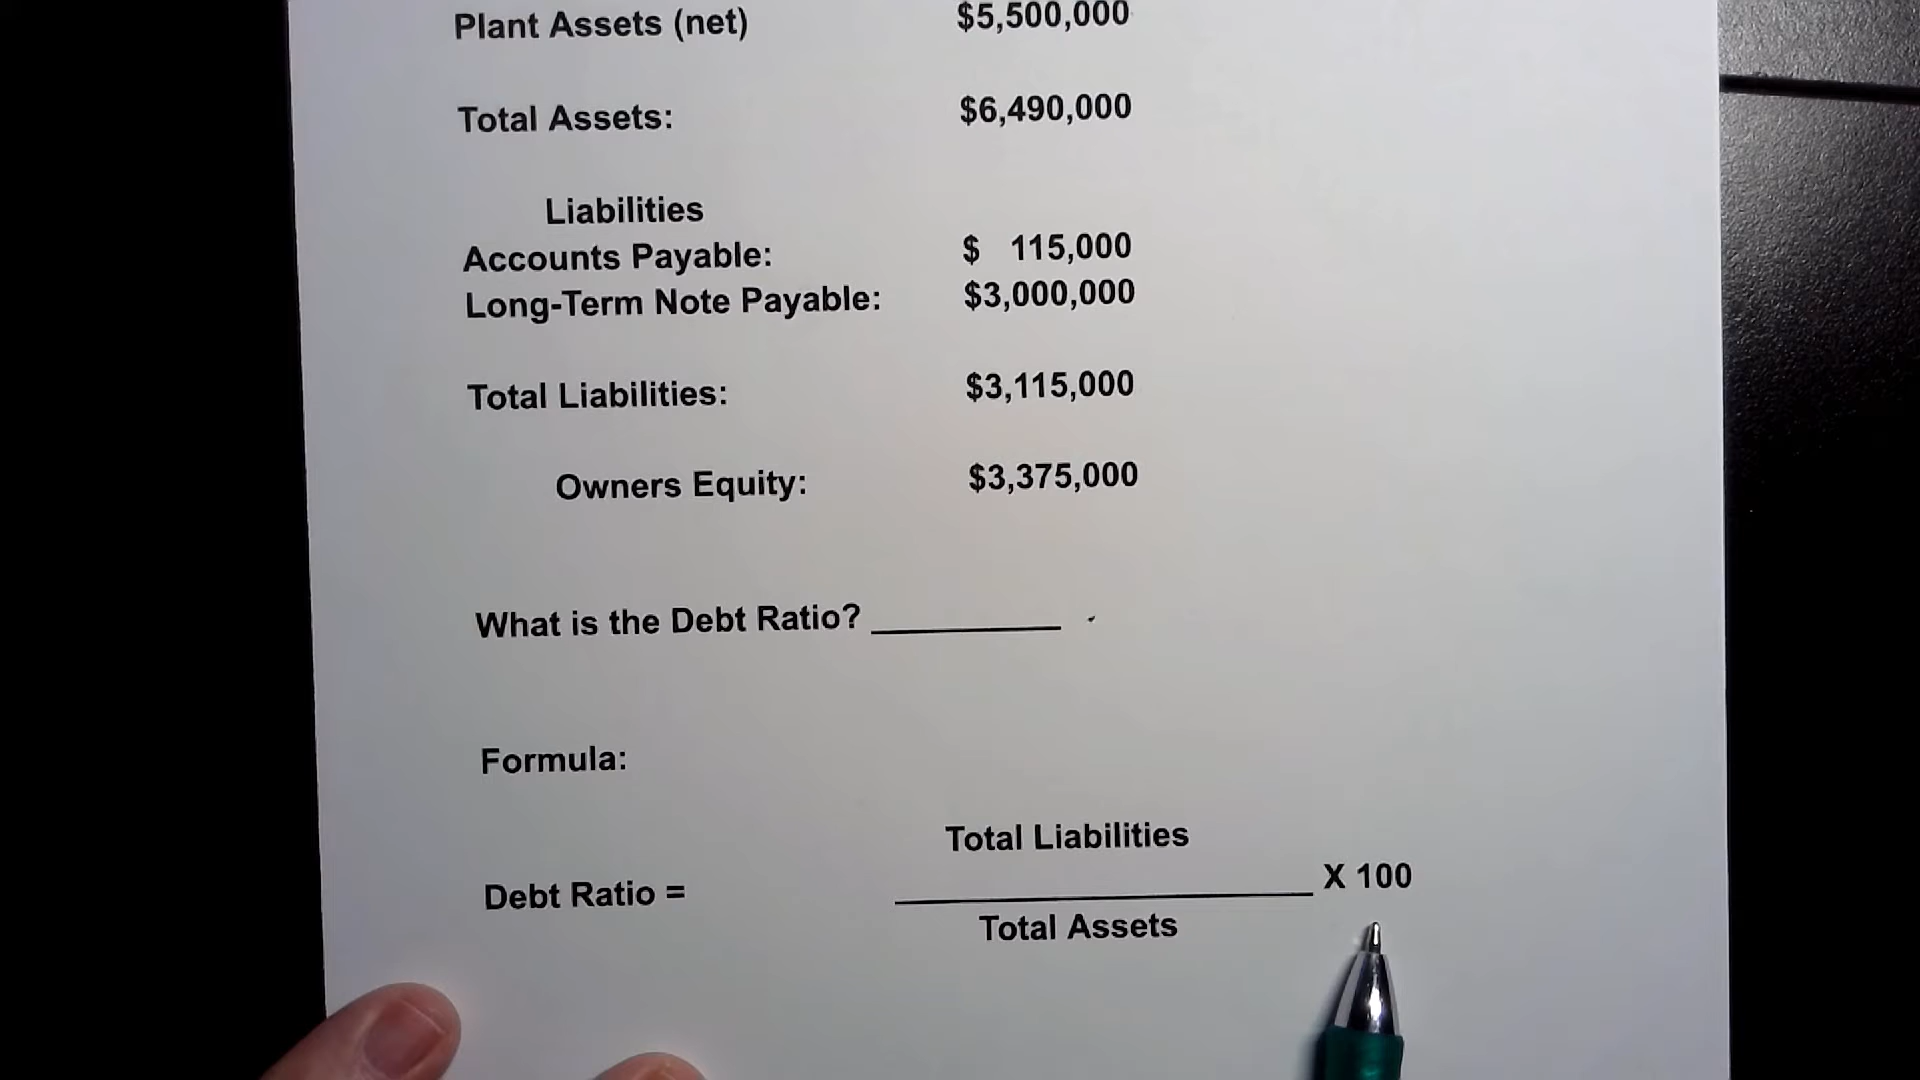 Plant Assets (net) $5,500,000
Total Assets: $6,490,000
Liabilities
Accounts Payable: $ 115,000
Long-Term Note Payable: $3,000,000
Total Liabilities: $3,115,000
Owners Equity: $3,375,000
What is the Debt Ratio? __________
Formula:
Total Liabilities
Debt Ratio = ____________________ X 100
Total Assets